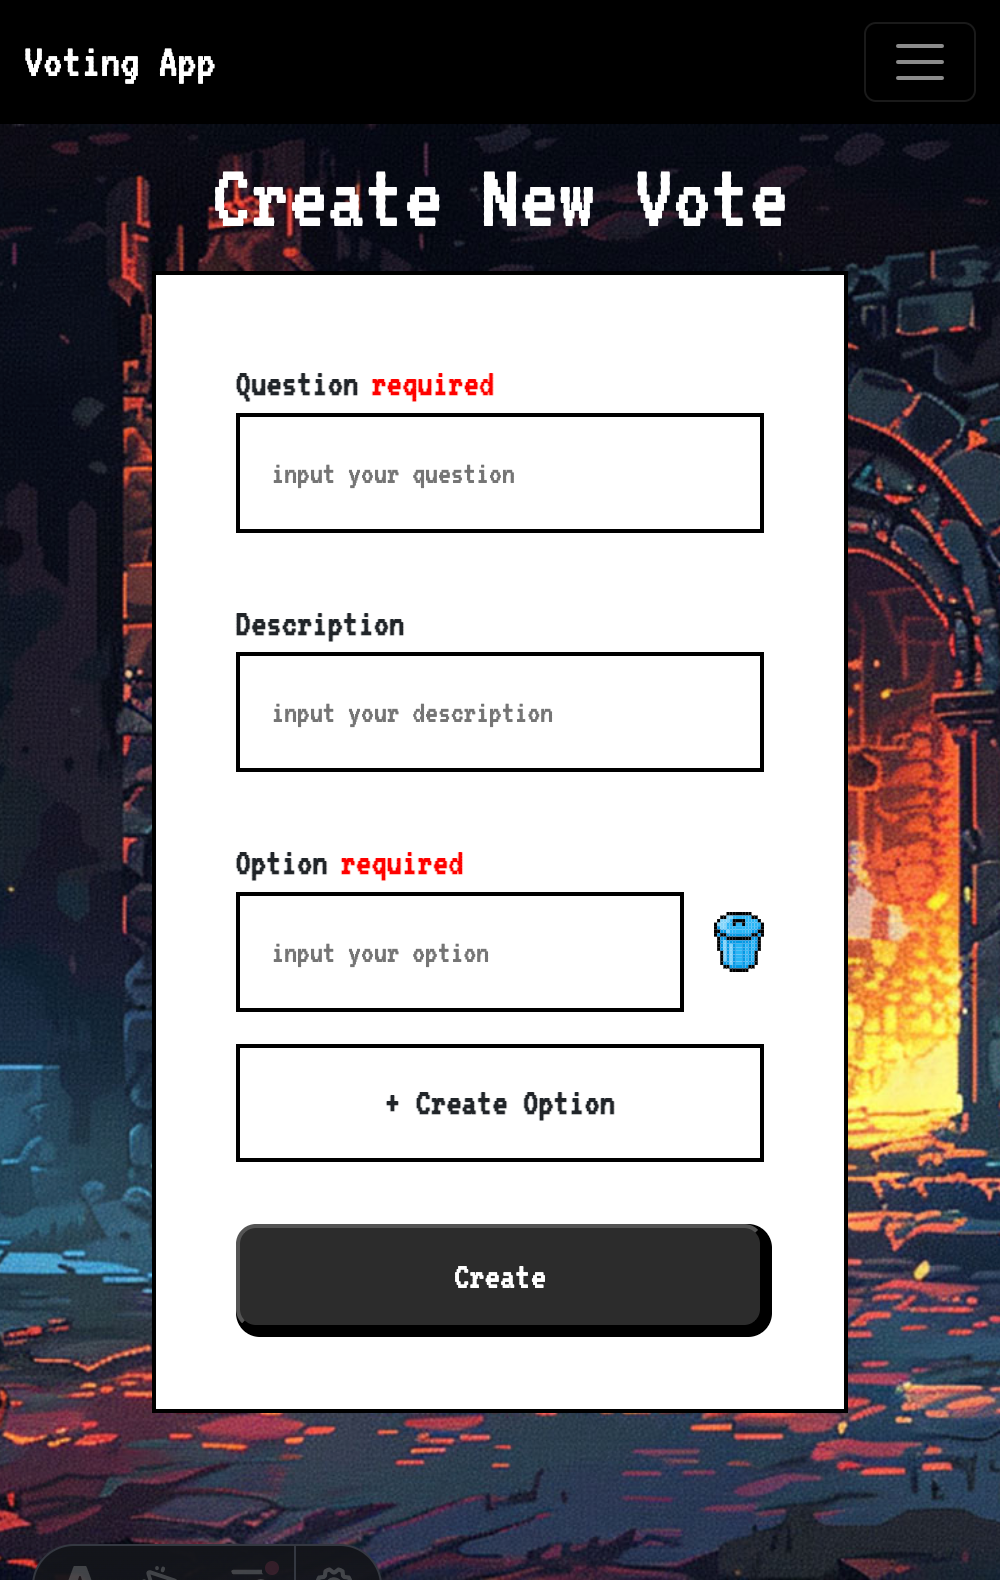 Voting App
Create New Vote
Question required
input your question
Description
input your description
Option required
input your option
+ Create Option
Create